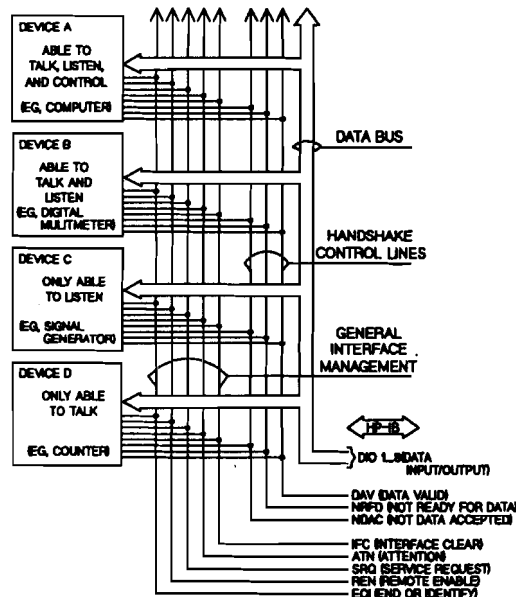 DEVICE A
ABLE TO
TALK, LISTEN,
AND CONTROL
(EG, COMPUTER)
DEVICE B
ABLE TO
TALK AND
LISTEN
(EG, DIGITAL
MULITMETER)
DEVICE C
ONLY ABLE
TO LISTEN
(EG, SIGNAL
GENERATOR)
DEVICE D
ONLY ABLE
TO TALK
(EG, COUNTER)
DATA BUS
HANDSHAKE
CONTROL LINES
GENERAL
INTERFACE
MANAGEMENT
HP-IB
DIO 1...8(DATA
INPUT/OUTPUT)
DAV (DATA VALID)
NRFD (NOT READY FOR DATA)
NDAC (NOT DATA ACCEPTED)
IFC (INTERFACE CLEAR)
ATN (ATTENTION)
SRQ (SERVICE REQUEST)
REN (REMOTE ENABLE)
EOI (END OR IDENTIFY)